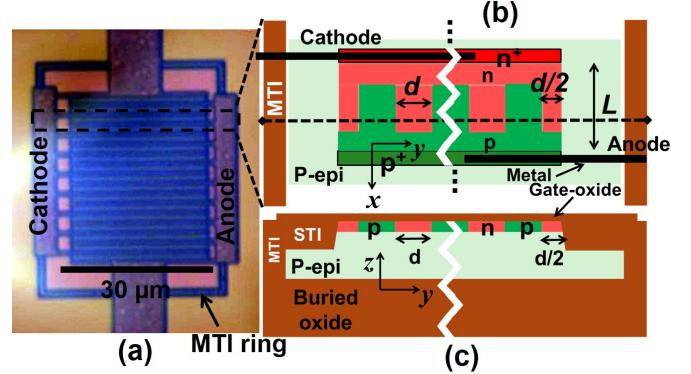 Cathode
Anode
30 µm
MTI ring
(a)
(b)
Cathode
n+
n
MTI
d
d/2
L
p
Anode
y
p+
x
P-epi
Metal
Gate-oxide
MTI
STI
p
n
p
d
d/2
P-epi
z
y
Buried
oxide
(c)